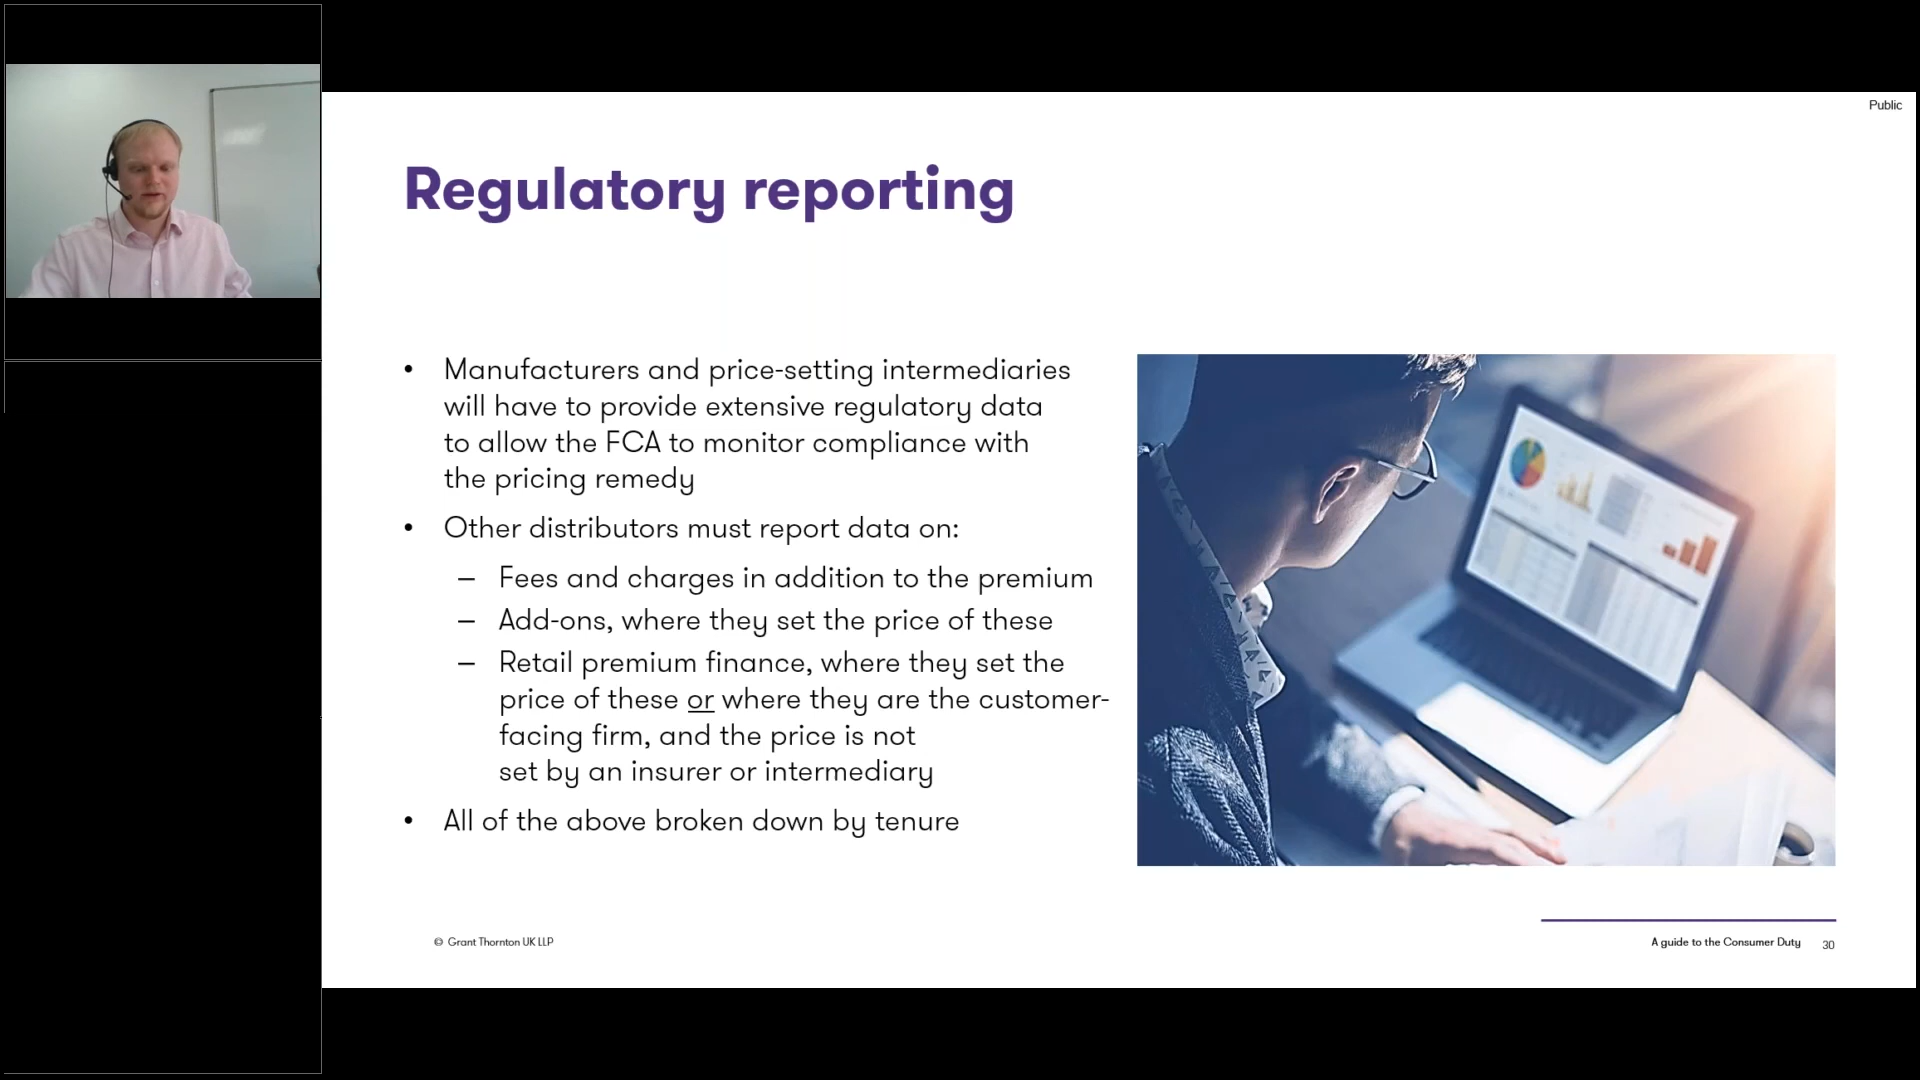 Public
Regulatory reporting
• Manufacturers and price-setting intermediaries
will have to provide extensive regulatory data
to allow the FCA to monitor compliance with
the pricing remedy
• Other distributors must report data on:
– Fees and charges in addition to the premium
– Add-ons, where they set the price of these
– Retail premium finance, where they set the
price of these or where they are the customer-
facing firm, and the price is not
set by an insurer or intermediary
• All of the above broken down by tenure
© Grant Thornton UK LLP
A guide to the Consumer Duty 30